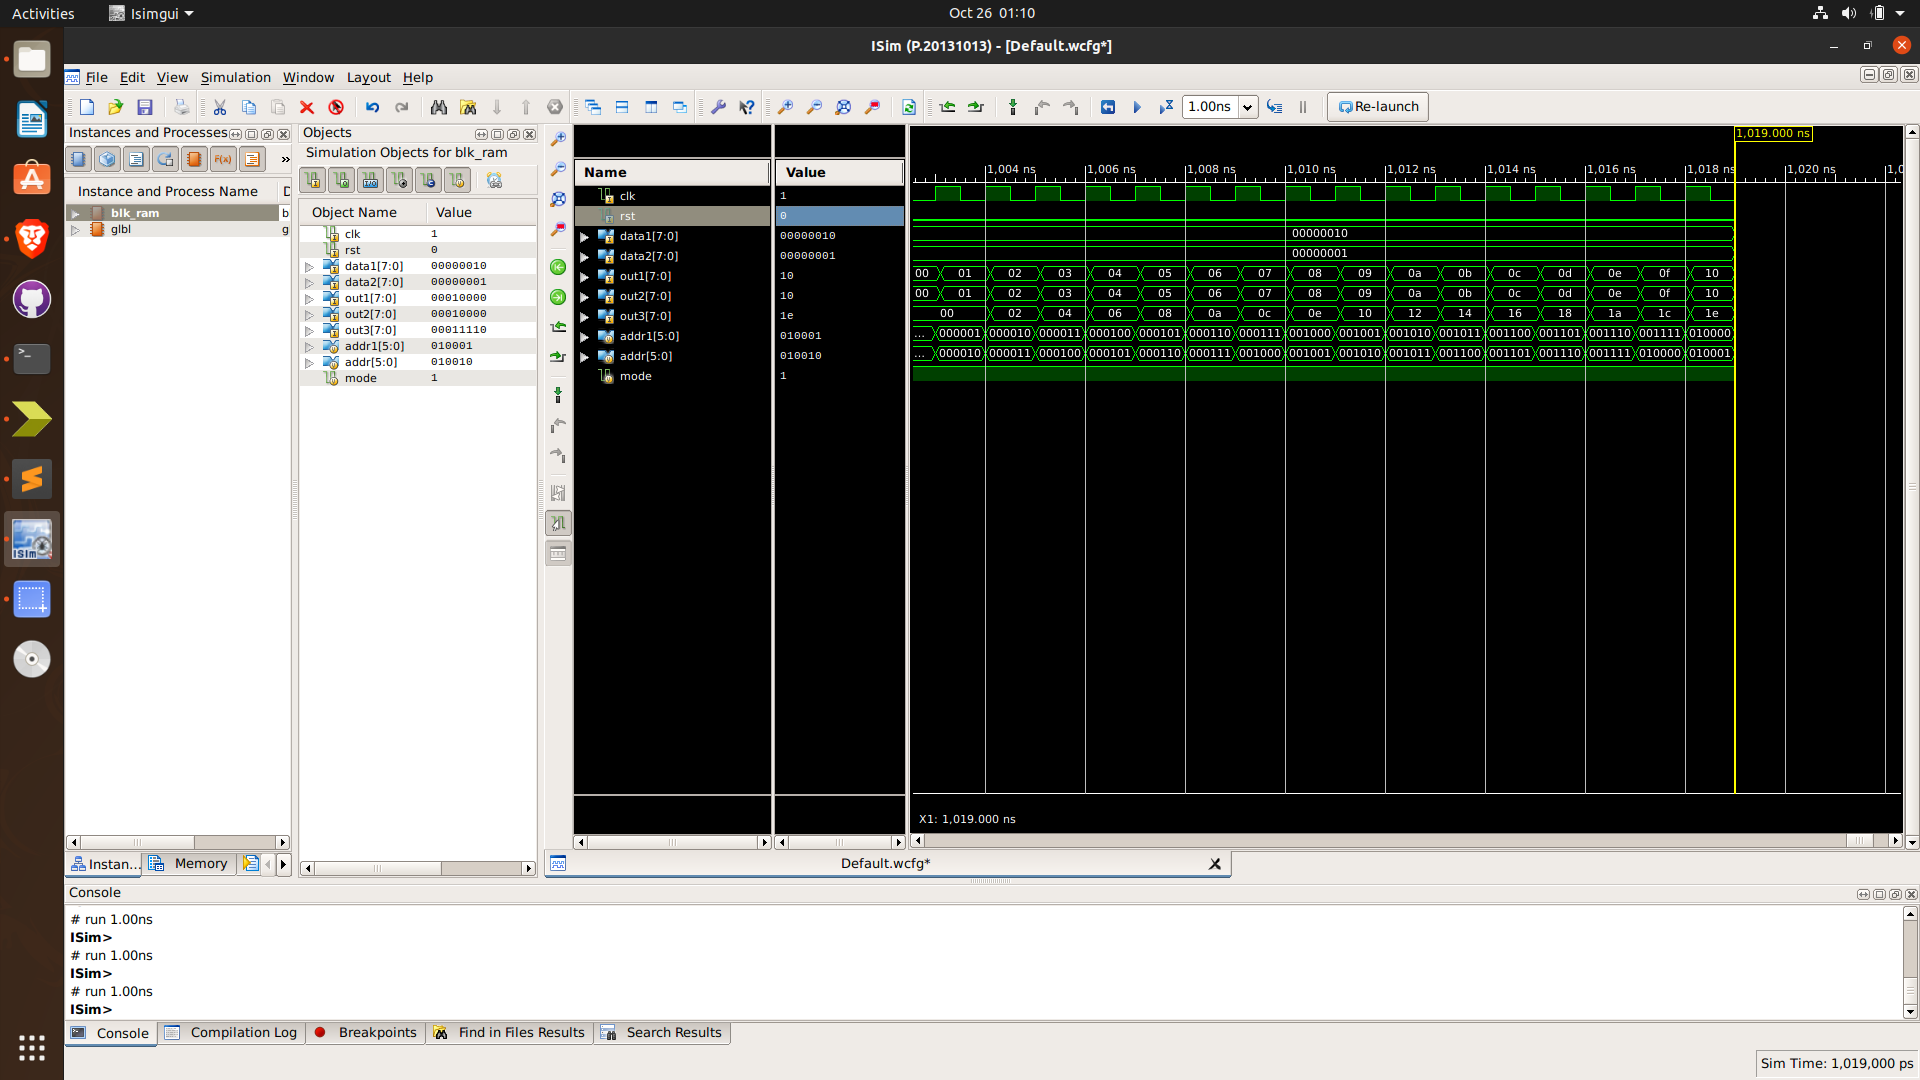 Activities
Isimgui
Oct 26 01:10
ISim (P.20131013) - [Default.wcfg*]
File Edit View Simulation Window Layout Help
1.00ns
Re-launch
Instances and Processes
Instance and Process Name D
blk_ram b
glbl g
Instan...
Memory
Objects
Simulation Objects for blk_ram
Object Name Value
clk 1
rst 0
data1[7:0] 00000010
data2[7:0] 00000001
out1[7:0] 00010000
out2[7:0] 00010000
out3[7:0] 00011110
addr1[5:0] 010001
addr[5:0] 010010
mode 1
Name Value
clk 1
rst 0
data1[7:0] 00000010
data2[7:0] 00000001
out1[7:0] 10
out2[7:0] 10
out3[7:0] 1e
addr1[5:0] 010001
addr[5:0] 010010
mode 1
1,019.000 ns
1,004 ns 1,006 ns 1,008 ns 1,010 ns 1,012 ns 1,014 ns 1,016 ns 1,018 ns 1,020 ns 1,0
00000010
00000001
00 01 02 03 04 05 06 07 08 09 0a 0b 0c 0d 0e 0f 10
00 01 02 03 04 05 06 07 08 09 0a 0b 0c 0d 0e 0f 10
00 02 04 06 08 0a 0c 0e 10 12 14 16 18 1a 1c 1e
... 000001 000010 000011 000100 000101 000110 000111 001000 001001 001010 001011 001100 001101 001110 001111 010000
... 000010 000011 000100 000101 000110 000111 001000 001001 001010 001011 001100 001101 001110 001111 010000 010001
X1: 1,019.000 ns
Default.wcfg*
Console
# run 1.00ns
ISim>
# run 1.00ns
ISim>
# run 1.00ns
ISim>
Console
Compilation Log
Breakpoints
Find in Files Results
Search Results
Sim Time: 1,019,000 ps